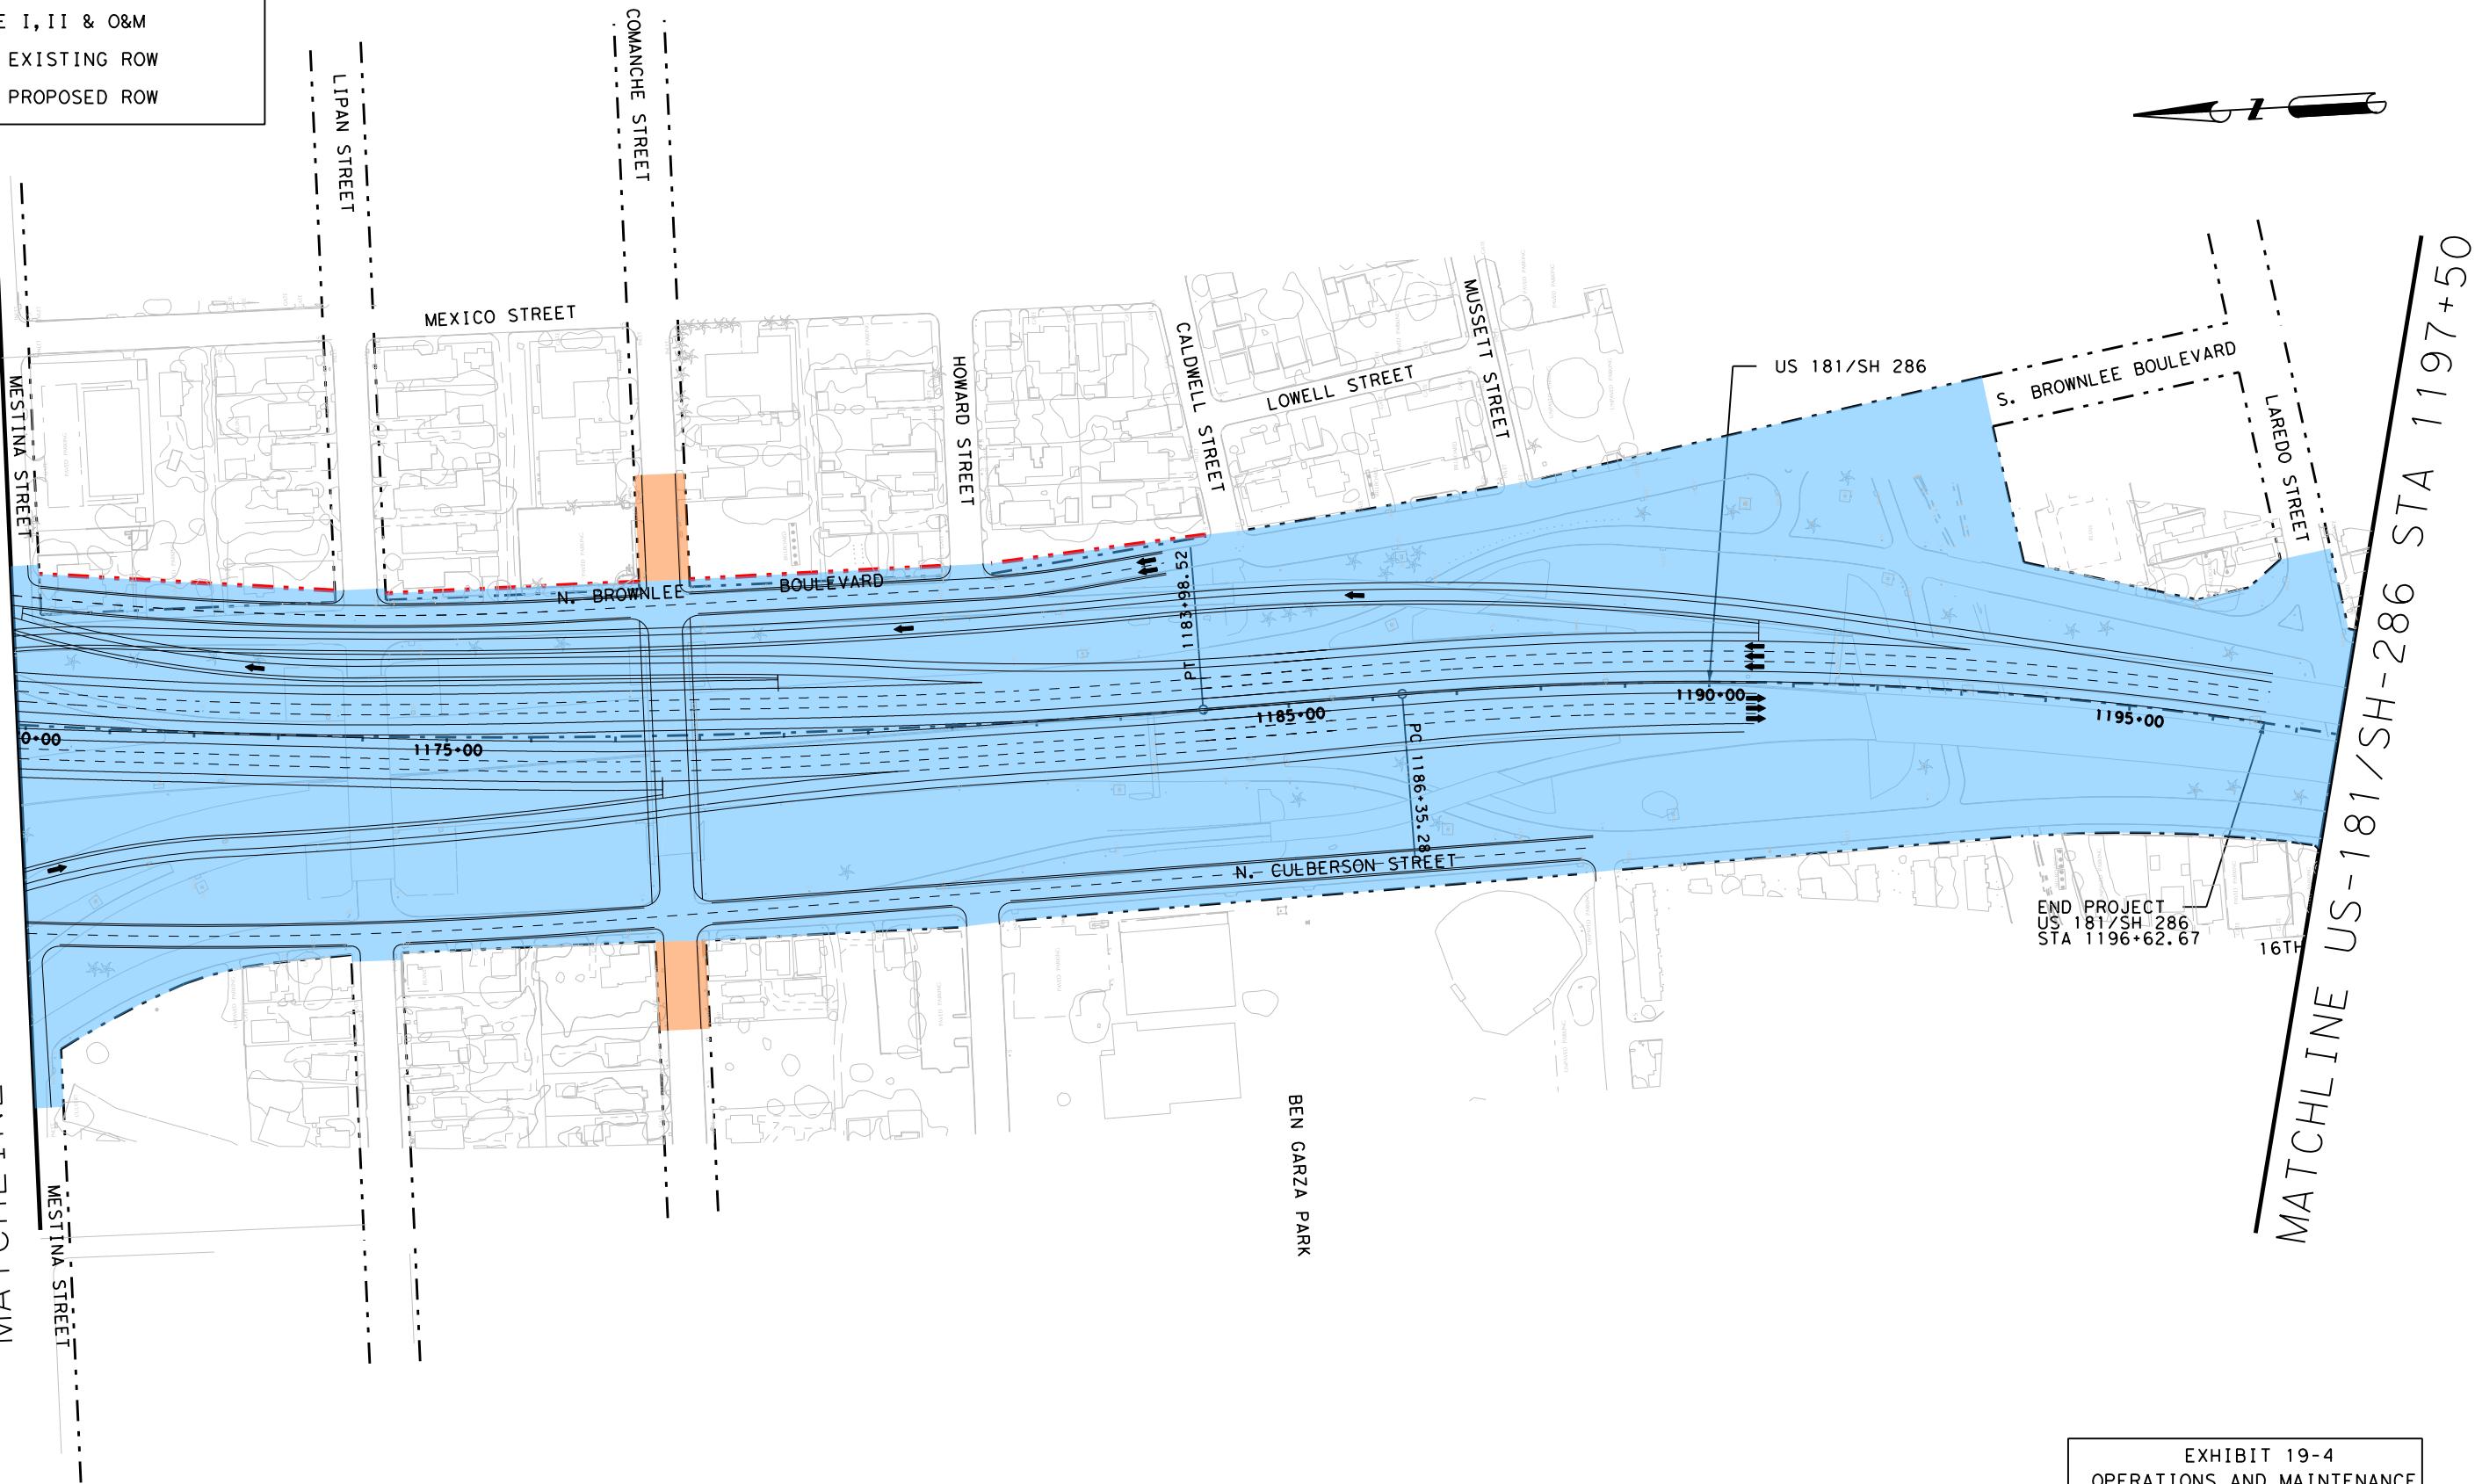 I, II & O&M
EXISTING ROW
PROPOSED ROW
LIPAN STREET
COMANCHE STREET
MEXICO STREET
MESTINA STREET
HOWARD STREET
CALDWELL STREET
LOWELL STREET
MUSSETT STREET
US 181/SH 286
S. BROWNLEE BOULEVARD
LAREDO STREET
MATCHLINE US-181/SH-286 STA 1197+50
N. BROWNLEE BOULEVARD
PT 1183+98.52
0+00
1175+00
1185+00
1190+00
1195+00
PC 1186+35.28
N. CULBERSON STREET
END PROJECT
US 181/SH 286
STA 1196+62.67
16TH
BEN GARZA PARK
MESTINA STREET
EXHIBIT 19-4
OPERATIONS AND MAINTENANCE